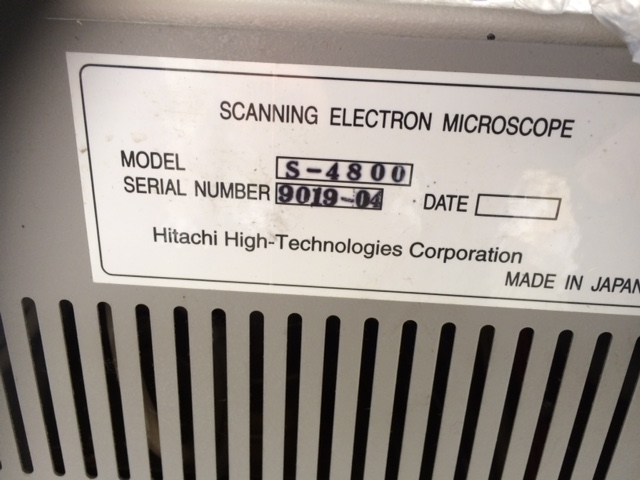 SCANNING ELECTRON MICROSCOPE
MODEL S-4800
SERIAL NUMBER 9019-04 DATE
Hitachi High-Technologies Corporation
MADE IN JAPAN